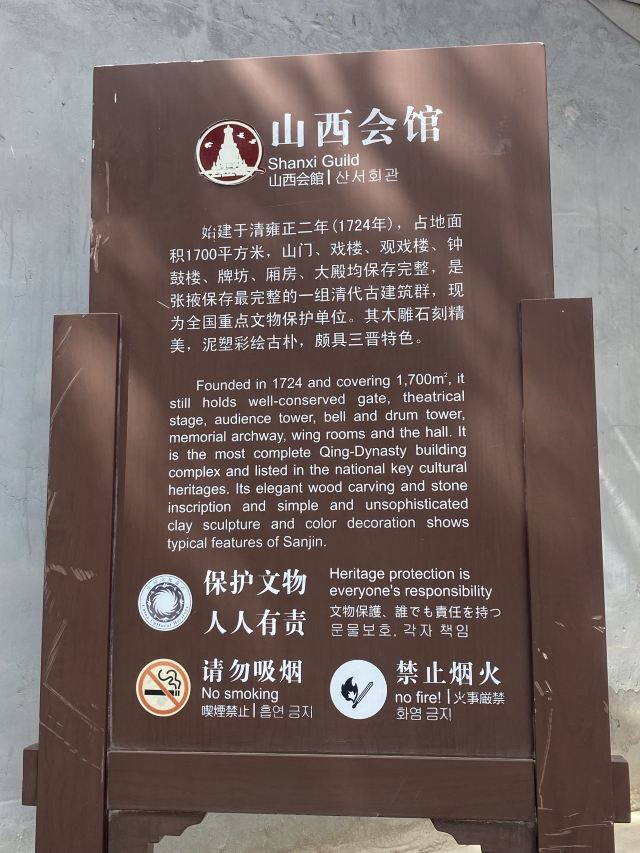 山西会馆
Shanxi Guild
山西会館 | 산서회관
始建于清雍正二年(1724年)，占地面
积1700平方米，山门、戏楼、观戏楼、钟
鼓楼、牌坊、厢房、大殿均保存完整，是
张掖保存最完整的一组清代古建筑群，现
为全国重点文物保护单位。其木雕石刻精
美，泥塑彩绘古朴，颇具三晋特色。
Founded in 1724 and covering 1,700m², it
still holds well-conserved gate, theatrical
stage, audience tower, bell and drum tower,
memorial archway, wing rooms and the hall. It
is the most complete Qing-Dynasty building
complex and listed in the national key cultural
heritages. Its elegant wood carving and stone
inscription and simple and unsophisticated
clay sculpture and color decoration shows
typical features of Sanjin.
保护文物
人人有责
Heritage protection is
everyone's responsibility
文物保護、誰でも責任を持つ
문물보호, 각자 책임
请勿吸烟
No smoking
喫煙禁止 | 흡연 금지
禁止烟火
no fire! | 火事厳禁
화염 금지